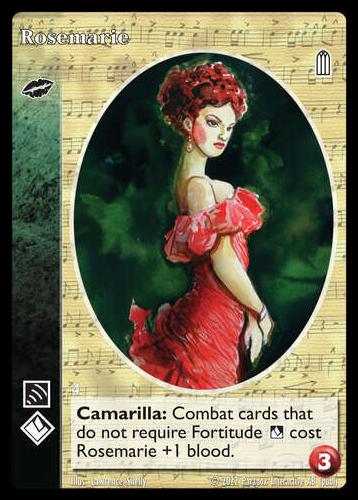 Rosemarie
4
Camarilla: Combat cards that
do not require Fortitude cost
Rosemarie +1 blood.
3
Illus: Lawrence Snelly
© 2022 Paradox Interactive AB (publ)